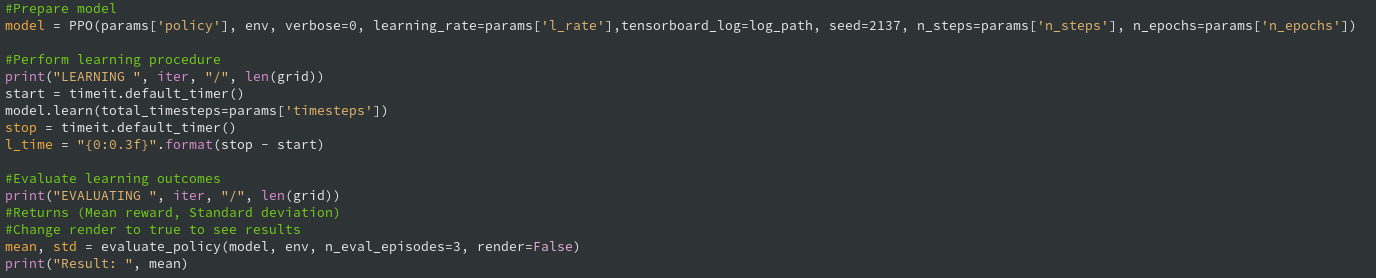 #Prepare model
model = PPO(params['policy'], env, verbose=0, learning_rate=params['l_rate'],tensorboard_log=log_path, seed=2137, n_steps=params['n_steps'], n_epochs=params['n_epochs'])

#Perform learning procedure
print("LEARNING ", iter, "/", len(grid))
start = timeit.default_timer()
model.learn(total_timesteps=params['timesteps'])
stop = timeit.default_timer()
l_time = "{0:0.3f}".format(stop - start)

#Evaluate learning outcomes
print("EVALUATING ", iter, "/", len(grid))
#Returns (Mean reward, Standard deviation)
#Change render to true to see results
mean, std = evaluate_policy(model, env, n_eval_episodes=3, render=False)
print("Result: ", mean)